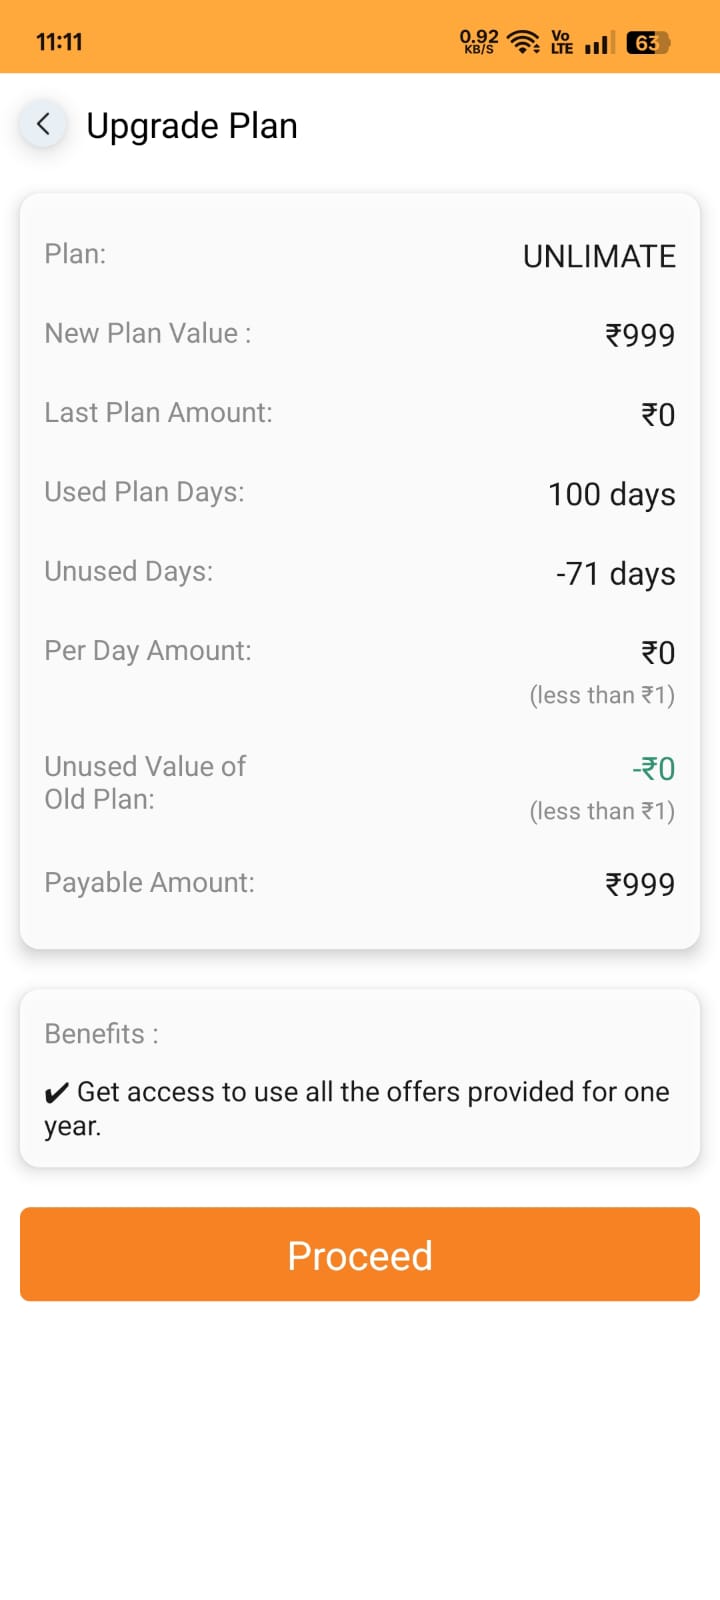 11:11
0.92
KB/S
Vo
LTE
63
Upgrade Plan
Plan:
UNLIMATE
New Plan Value :
₹999
Last Plan Amount:
₹0
Used Plan Days:
100 days
Unused Days:
-71 days
Per Day Amount:
₹0
(less than ₹1)
Unused Value of
Old Plan:
-₹0
(less than ₹1)
Payable Amount:
₹999
Benefits :
✔ Get access to use all the offers provided for one
year.
Proceed